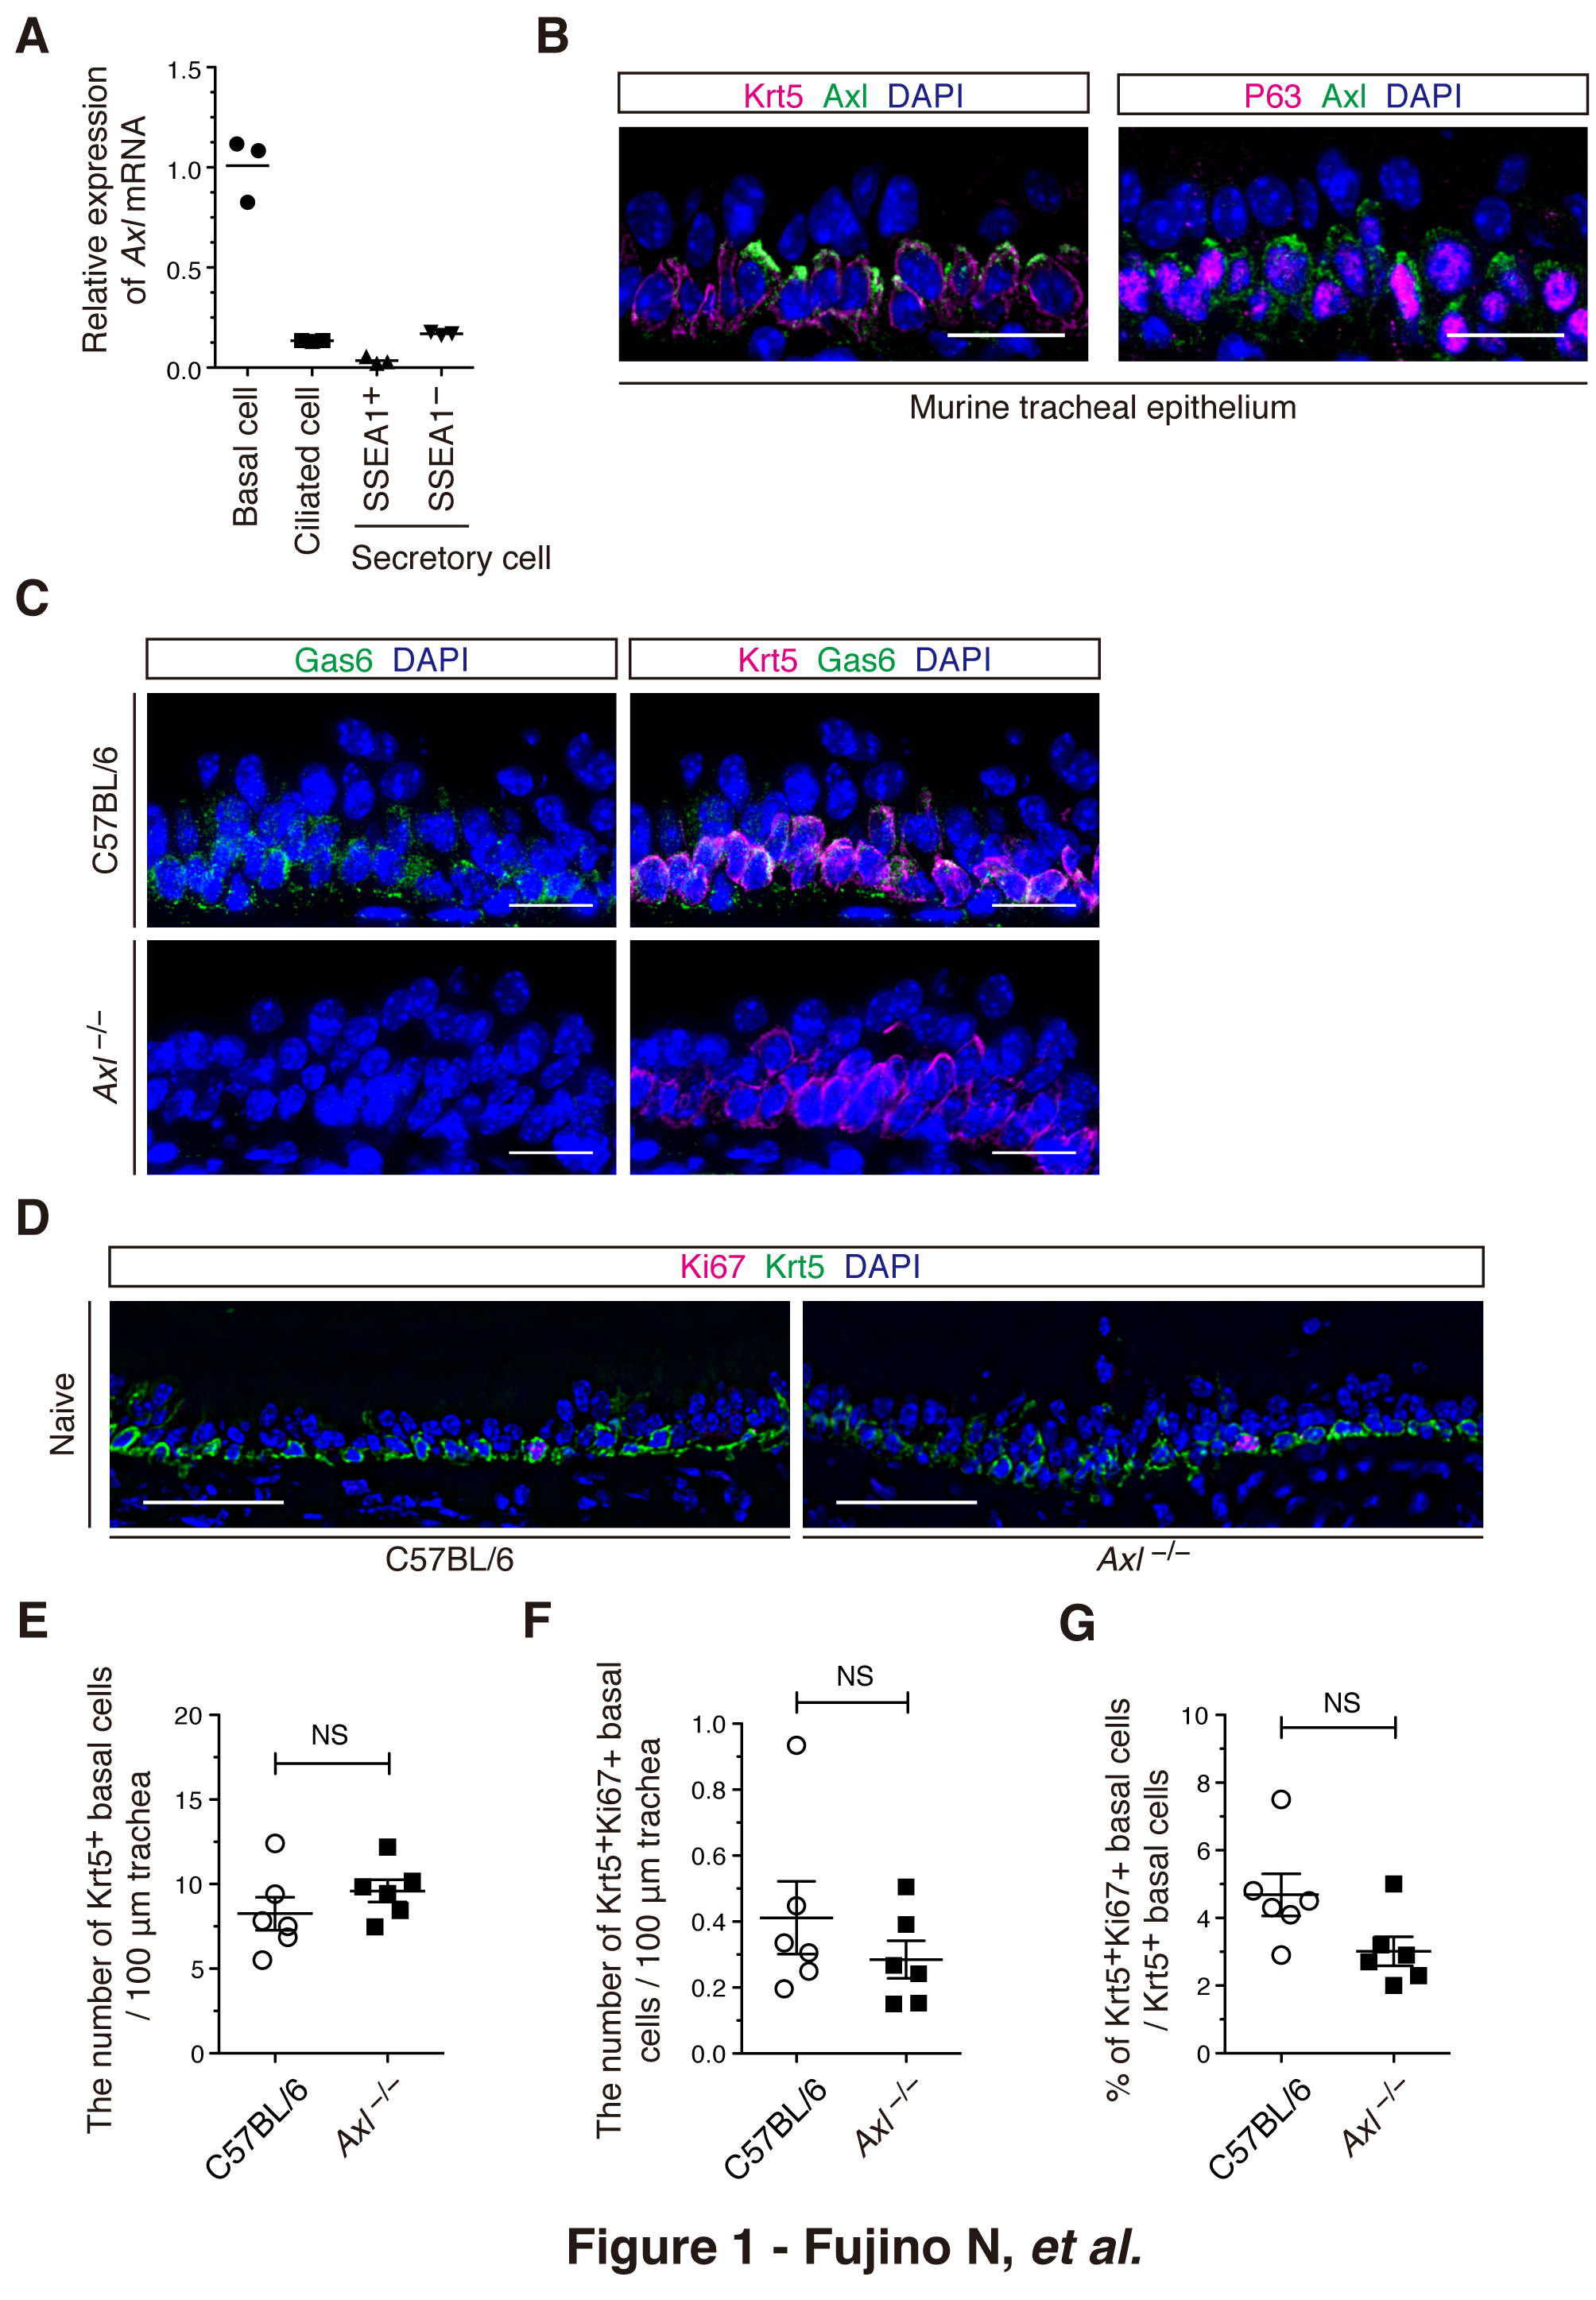 A
Relative expression
of Axl mRNA
1.5
1.0
0.5
0.0
Basal cell
Ciliated cell
SSEA1+
SSEA1−
Secretory cell
B
Krt5 Axl DAPI
P63 Axl DAPI
Murine tracheal epithelium
C
Gas6 DAPI
Krt5 Gas6 DAPI
C57BL/6
Axl −/−
D
Ki67 Krt5 DAPI
Naive
C57BL/6
Axl −/−
E
The number of Krt5+ basal cells
/ 100 µm trachea
20
15
10
5
0
NS
C57BL/6
Axl −/−
F
The number of Krt5+Ki67+ basal
cells / 100 µm trachea
1.0
0.8
0.6
0.4
0.2
0.0
NS
C57BL/6
Axl −/−
G
% of Krt5+Ki67+ basal cells
/ Krt5+ basal cells
10
8
6
4
2
0
NS
C57BL/6
Axl −/−
Figure 1 - Fujino N, et al.